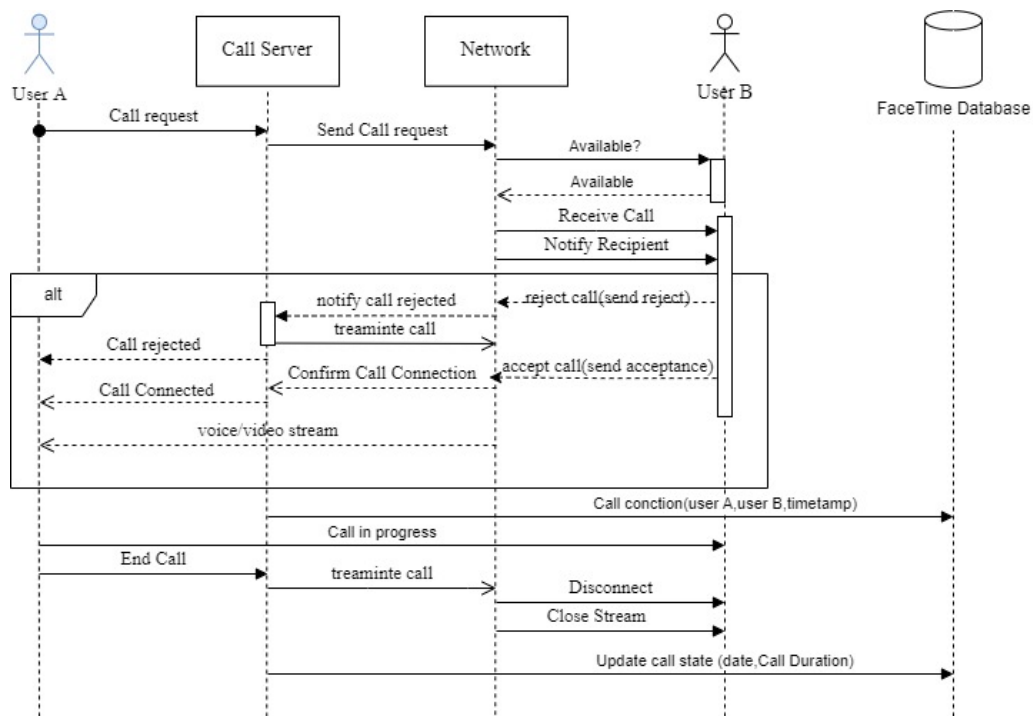 Call Server
Network
User A
User B
FaceTime Database
Call request
Send Call request
Available?
Available
Receive Call
Notify Recipient
alt
reject call(send reject)
notify call rejected
treaminte call
Call rejected
accept call(send acceptance)
Confirm Call Connection
Call Connected
voice/video stream
Call conction(user A,user B,timetamp)
Call in progress
End Call
treaminte call
Disconnect
Close Stream
Update call state (date,Call Duration)